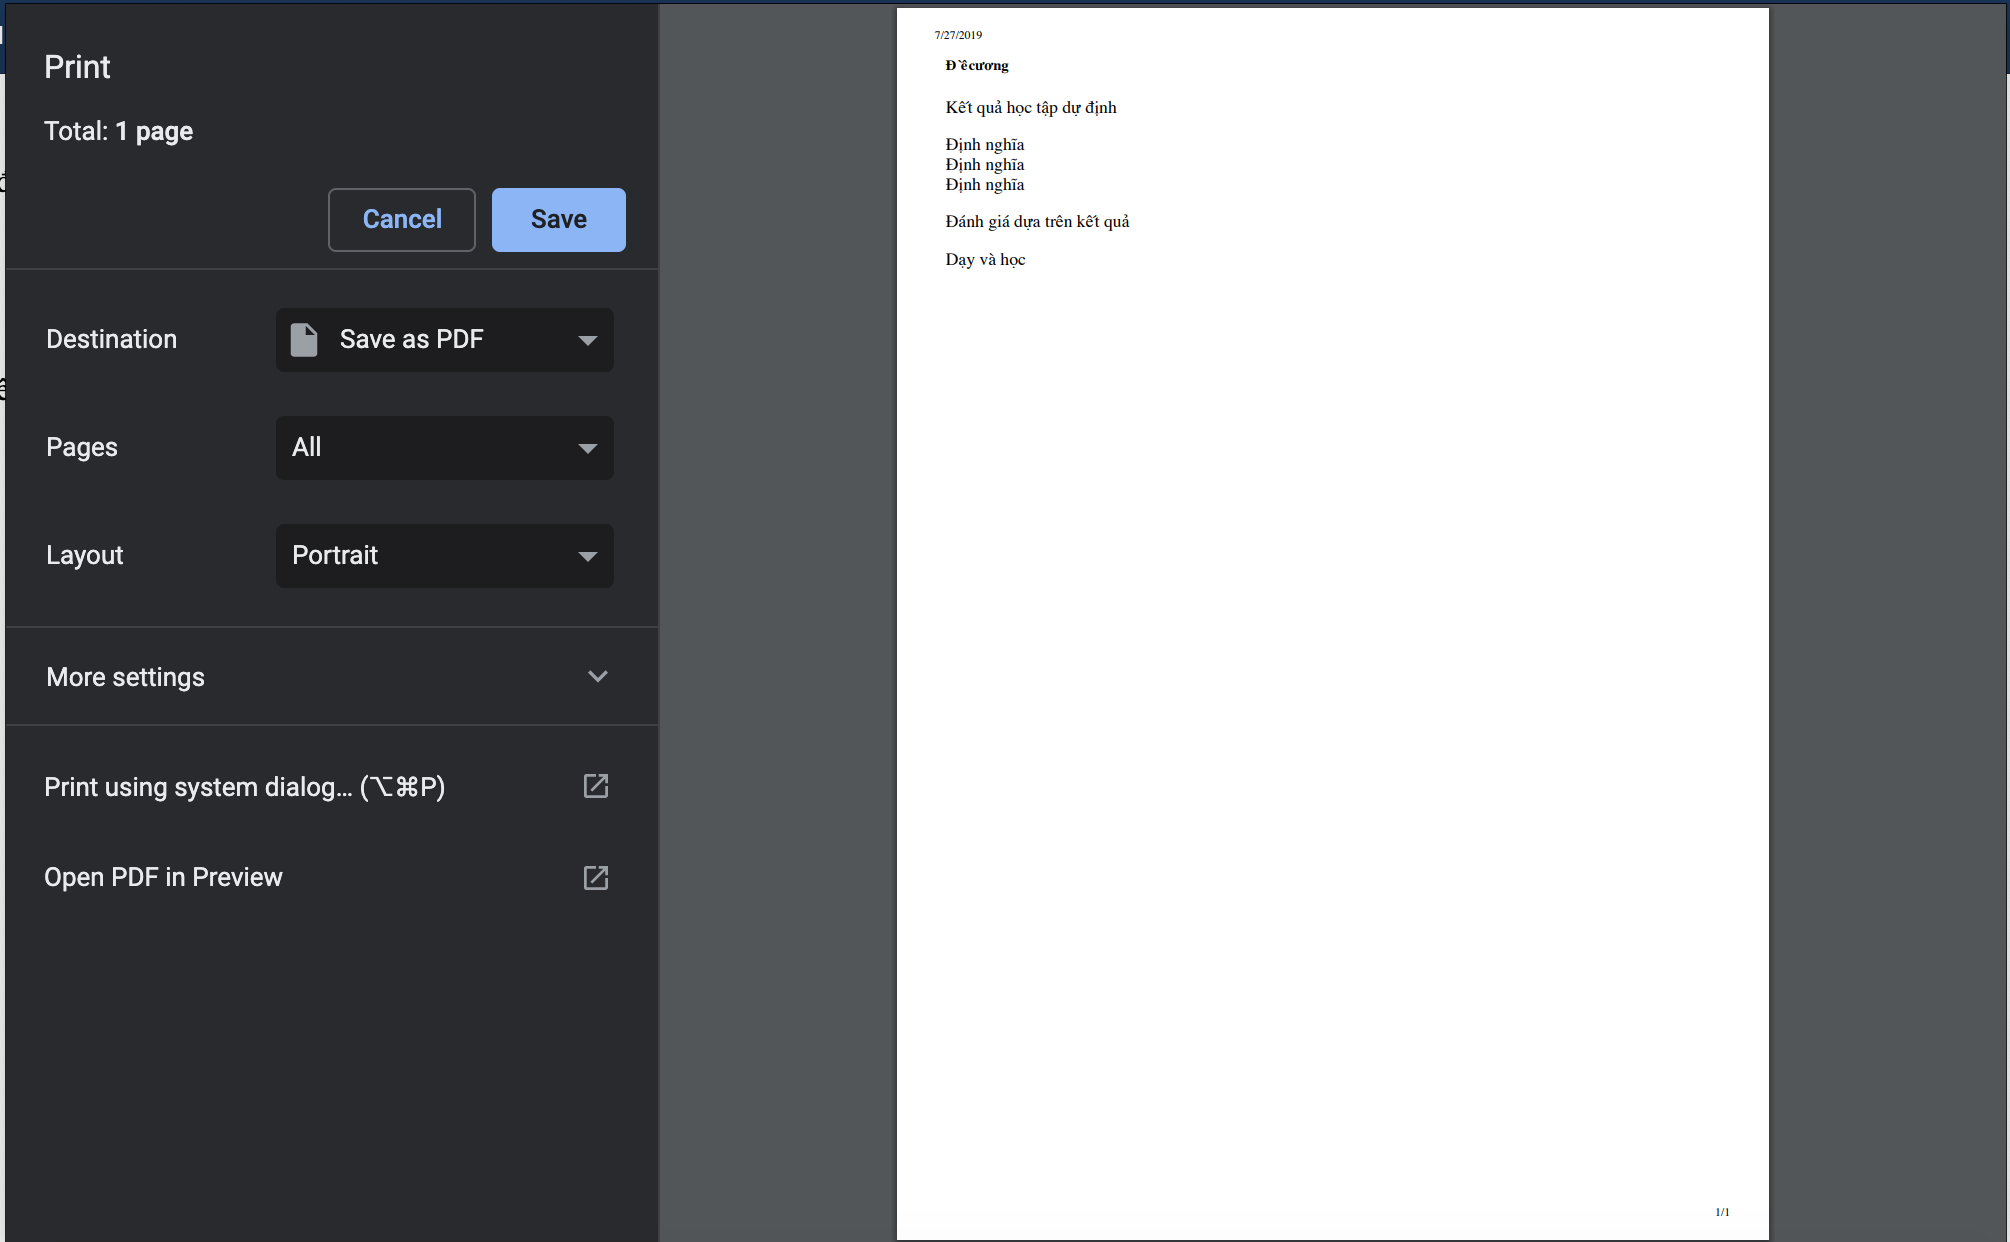 Print
Total: 1 page
Cancel
Save
Destination
Save as PDF
Pages
All
Layout
Portrait
More settings
Print using system dialog... (⌥⌘P)
Open PDF in Preview
7/27/2019
Đề cương
Kết quả học tập dự định
Định nghĩa
Định nghĩa
Định nghĩa
Đánh giá dựa trên kết quả
Dạy và học
1/1